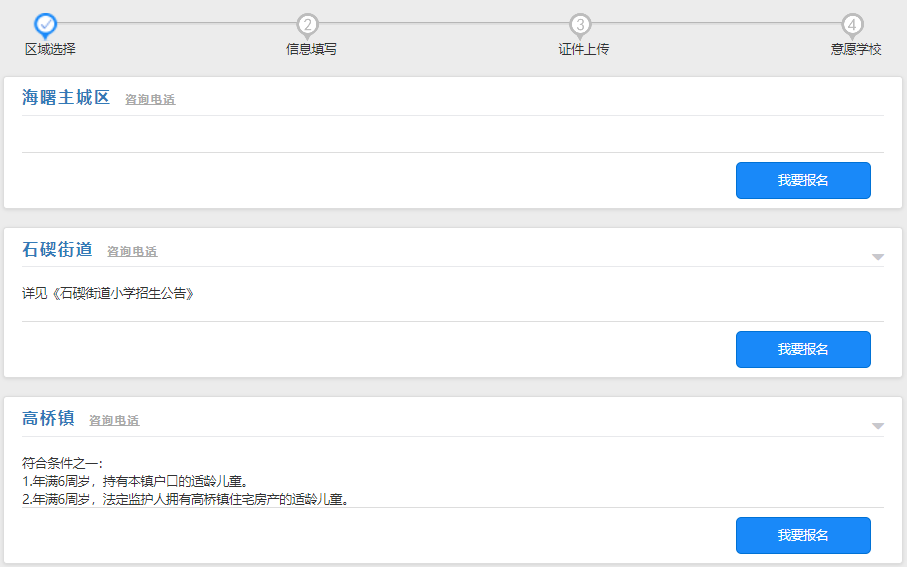 2
3
4
区域选择
信息填写
证件上传
意愿学校
海曙主城区 咨询电话
我要报名
石碶街道 咨询电话
详见《石碶街道小学招生公告》
我要报名
高桥镇 咨询电话
符合条件之一：
1.年满6周岁，持有本镇户口的适龄儿童。
2.年满6周岁，法定监护人拥有高桥镇住宅房产的适龄儿童。
我要报名